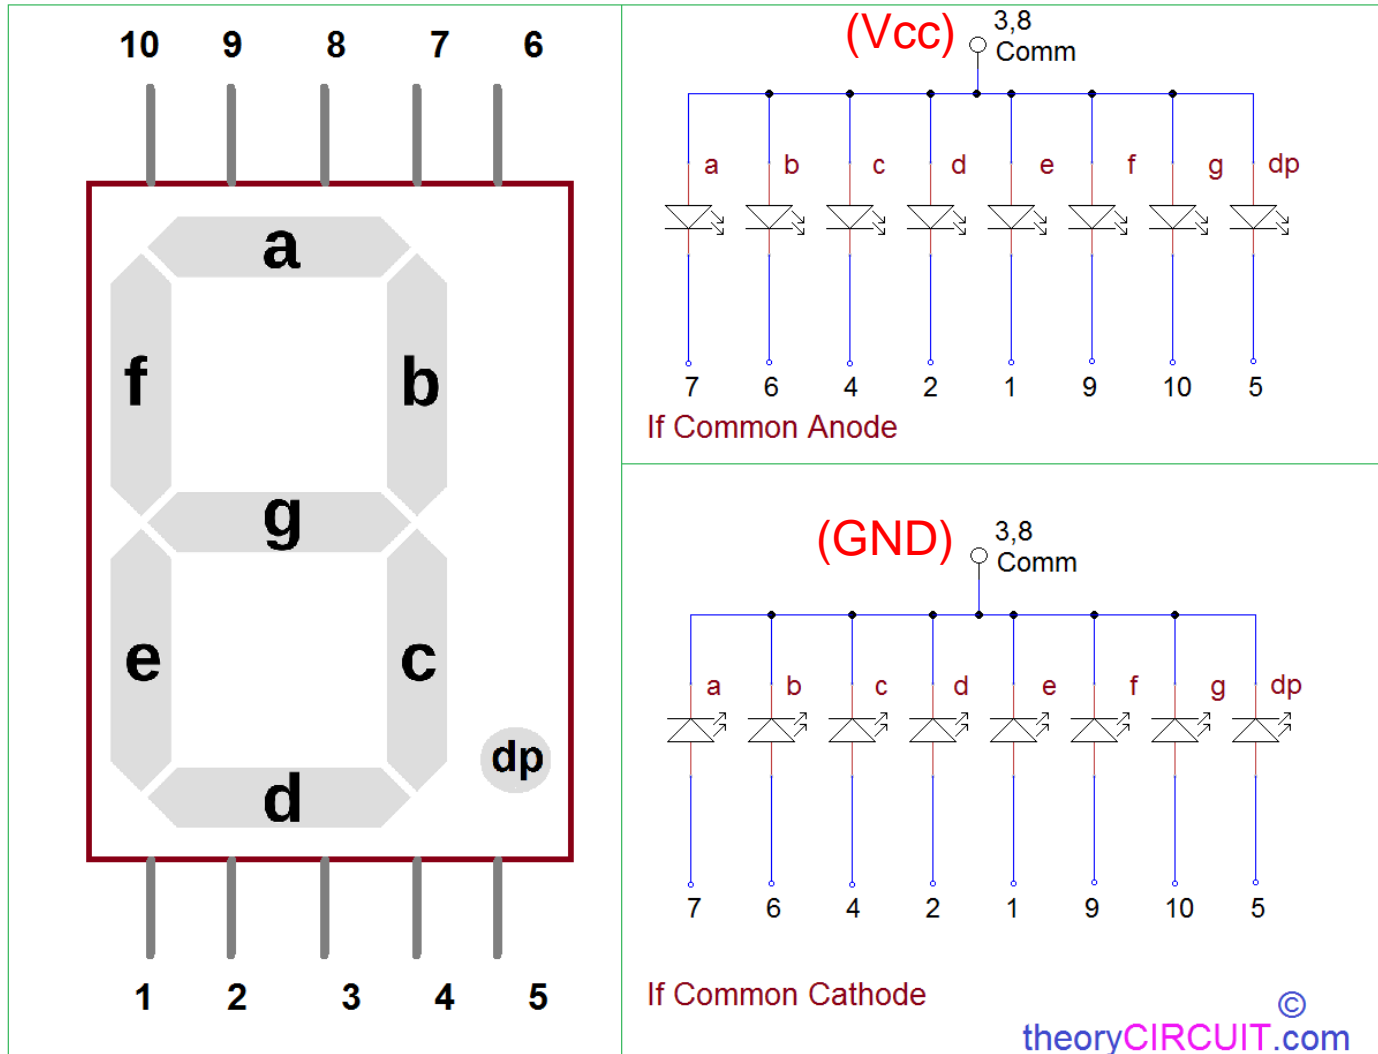 10 9 8 7 6
a
f b
g
e c
dp
d
1 2 3 4 5
(Vcc) 3,8
Comm
a b c d e f g dp
7 6 4 2 1 9 10 5
If Common Anode
(GND) 3,8
Comm
a b c d e f g dp
7 6 4 2 1 9 10 5
If Common Cathode
©
theoryCIRCUIT.com